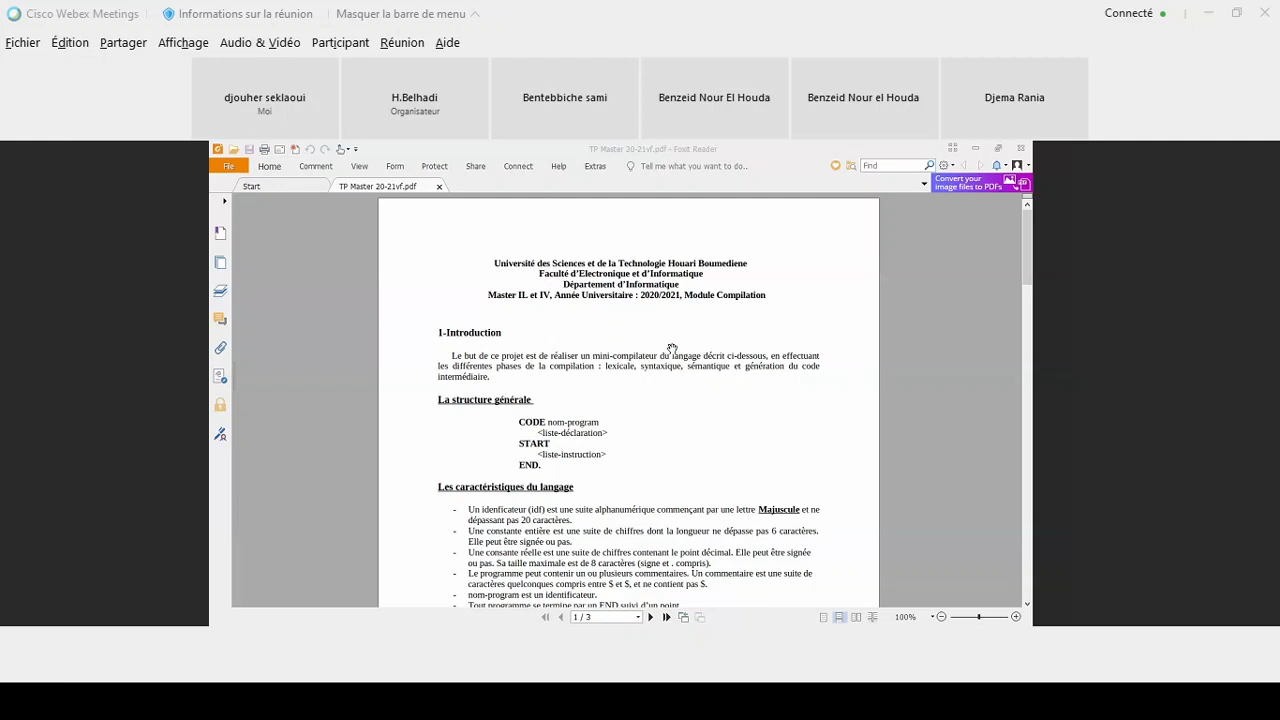 Cisco Webex Meetings Informations sur la réunion Masquer la barre de menu Connecté
Fichier Édition Partager Affichage Audio & Vidéo Participant Réunion Aide
djouher seklaoui
Moi
H.Belhadi
Organisateur
Bentebbiche sami
Benzeid Nour El Houda
Benzeid Nour el Houda
Djema Rania
TP Master 20-21vf.pdf - Foxit Reader
File Home Comment View Form Protect Share Connect Help Extras Tell me what you want to do.. Find
Start TP Master 20-21vf.pdf
Convert your
image files to PDFs
Université des Sciences et de la Technologie Houari Boumediene
Faculté d'Electronique et d'Informatique
Département d'Informatique
Master IL et IV, Année Universitaire : 2020/2021, Module Compilation
1-Introduction
Le but de ce projet est de réaliser un mini-compilateur du langage décrit ci-dessous, en effectuant
les différentes phases de la compilation : lexicale, syntaxique, sémantique et génération du code
intermédiaire.
La structure générale
CODE nom-program
<liste-déclaration>
START
<liste-instruction>
END.
Les caractéristiques du langage
- Un idenficateur (idf) est une suite alphanumérique commençant par une lettre Majuscule et ne
dépassant pas 20 caractères.
- Une constante entière est une suite de chiffres dont la longueur ne dépasse pas 6 caractères.
Elle peut être signée ou pas.
- Une consante réelle est une suite de chiffres contenant le point décimal. Elle peut être signée
ou pas. Sa taille maximale est de 8 caractères (signe et . compris).
- Le programme peut contenir un ou plusieurs commentaires. Un commentaire est une suite de
caractères quelconques compris entre $ et $, et ne contient pas $.
- nom-program est un identificateur.
- Tout programme se termine par un END suivi d'un point
1 / 3
100%